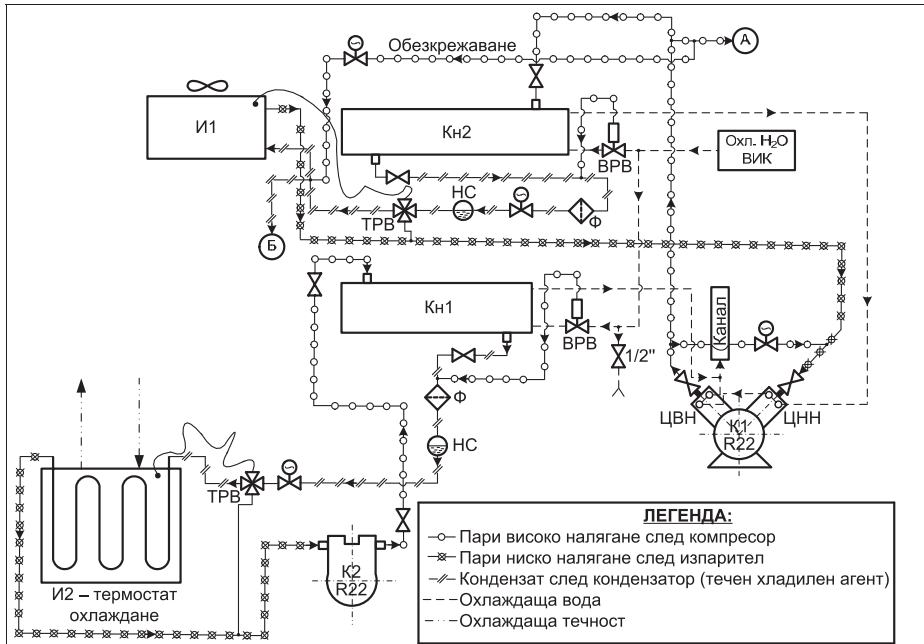 Обезкрежаване
А
И1
Кн2
ВРВ
Охл. H₂O
ВИК
НС
ТРВ
Ф
Б
Кн1
ВРВ
1/2"
Канал
Ф
НС
ЦВН
ЦНН
К1
R22
ТРВ
К2
R22
И2 – термостат
охлаждане
ЛЕГЕНДА:
Пари високо налягане след компресор
Пари ниско налягане след изпарител
Кондензат след кондензатор (течен хладилен агент)
Охлаждаща вода
Охлаждаща течност